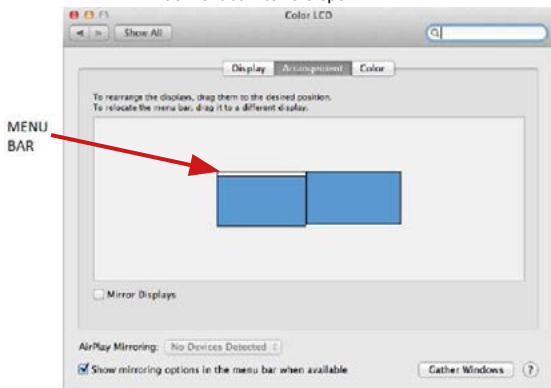 Color LCD
Show All
Display Arrangement Color
To rearrange the displays, drag them to the desired position.
To relocate the menu bar, drag it to a different display.
MENU
BAR
Mirror Displays
AirPlay Mirroring: No Devices Detected
Show mirroring options in the menu bar when available
Gather Windows ?